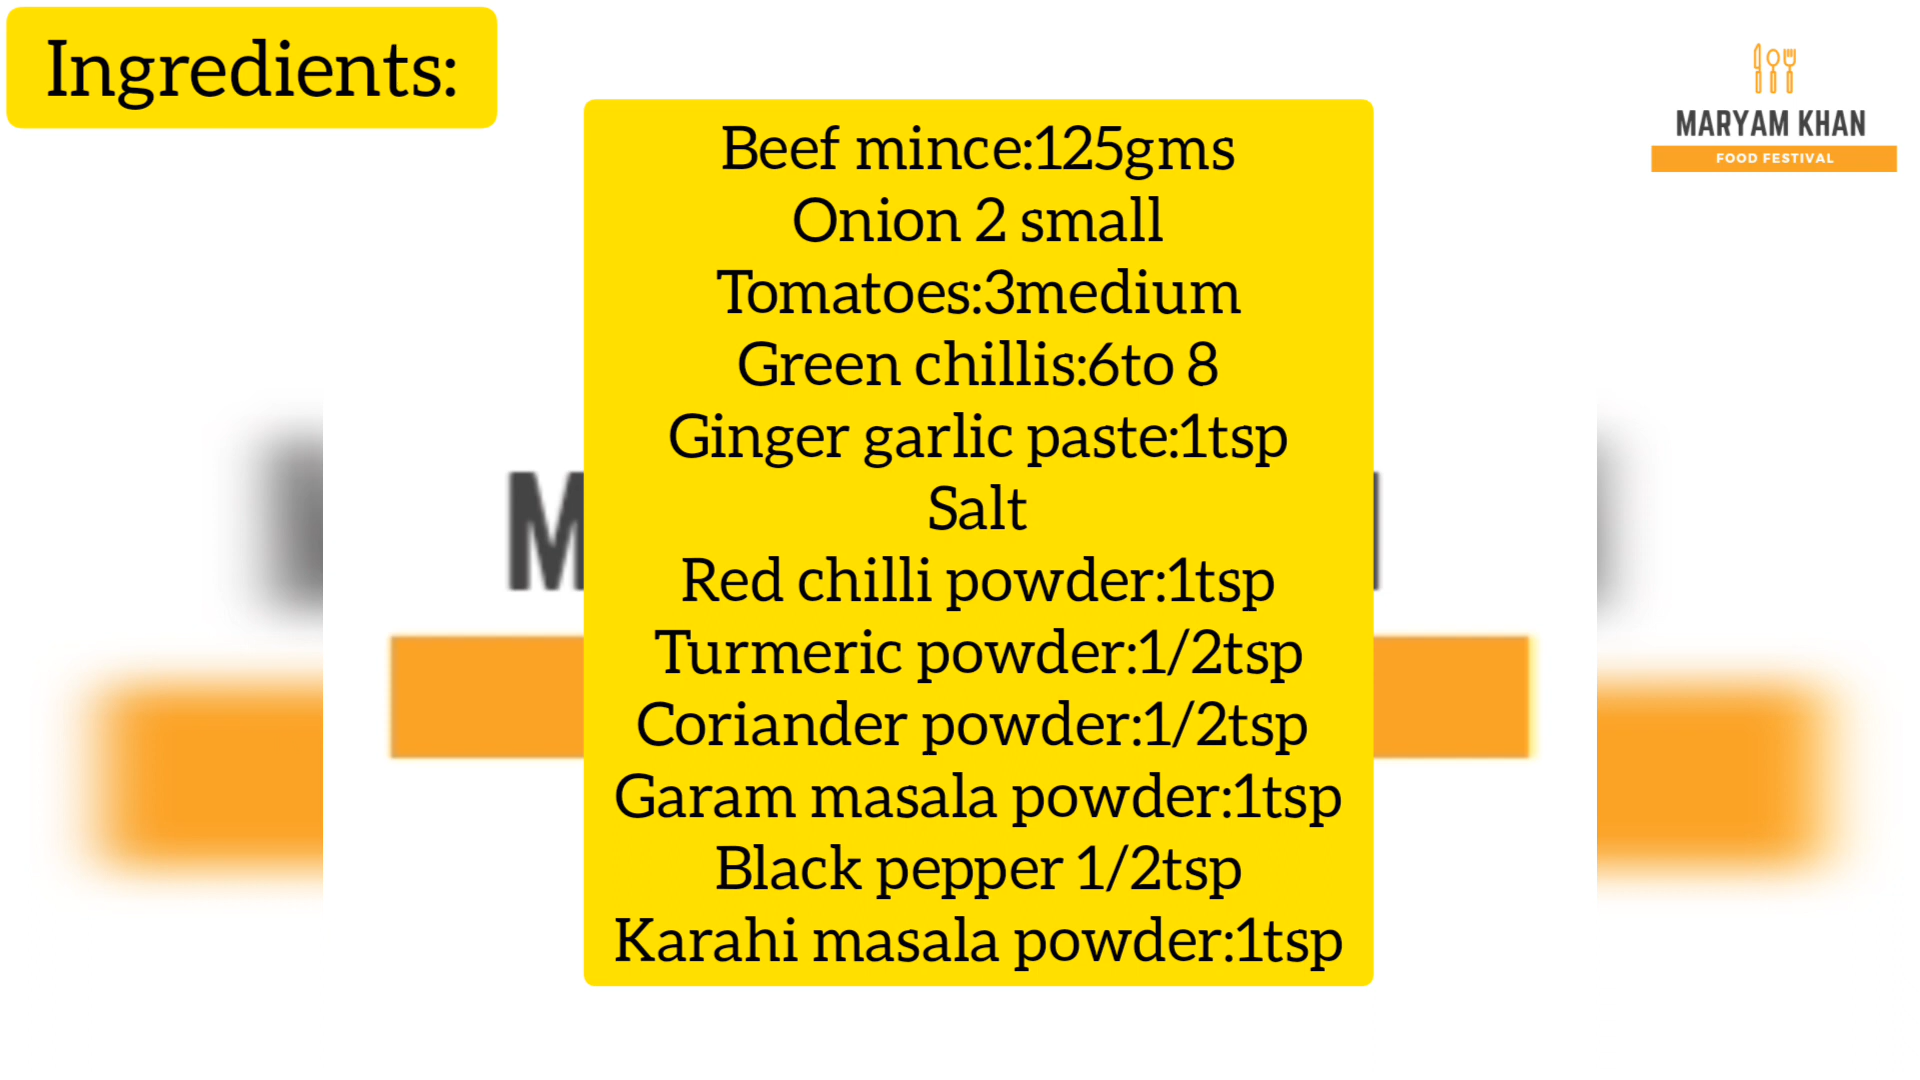 Ingredients:
MARYAM KHAN
FOOD FESTIVAL
Beef mince:125gms
Onion 2 small
Tomatoes:3medium
Green chillis:6to 8
Ginger garlic paste:1tsp
Salt
Red chilli powder:1tsp
Turmeric powder:1/2tsp
Coriander powder:1/2tsp
Garam masala powder:1tsp
Black pepper 1/2tsp
Karahi masala powder:1tsp